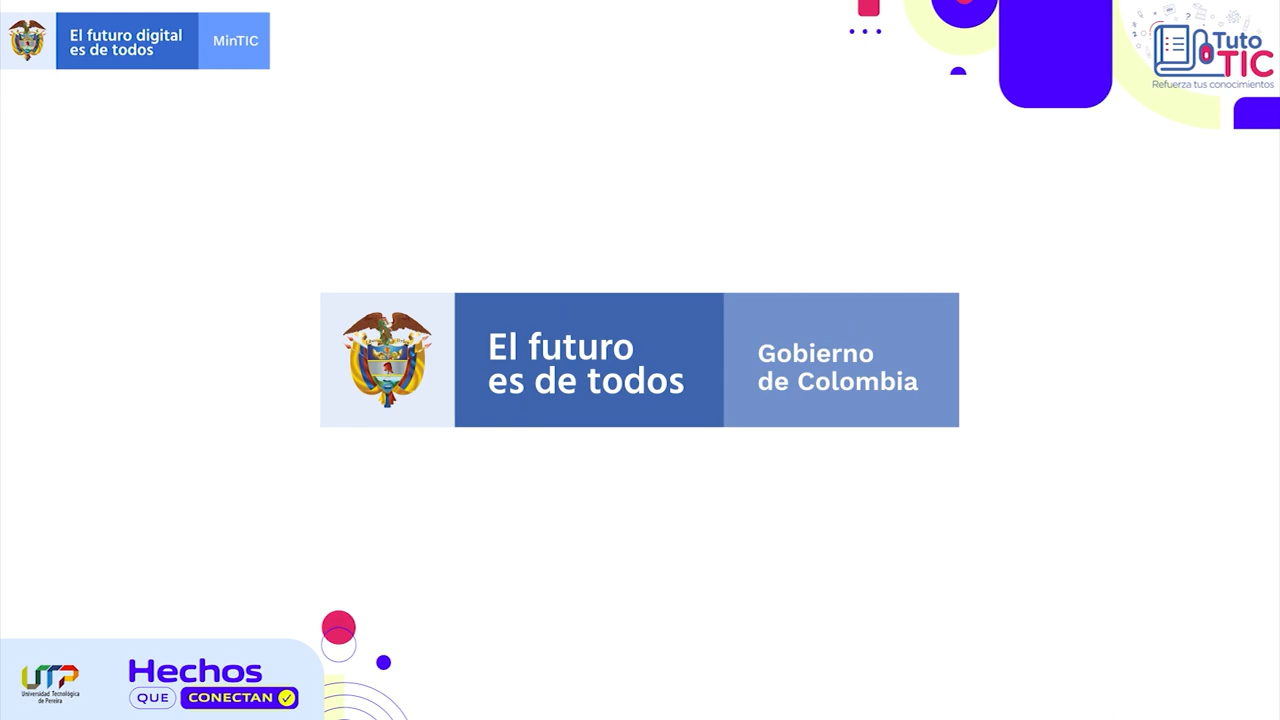 El futuro digital
es de todos
MinTIC
Tuto
TIC
Refuerza tus conocimientos
El futuro
es de todos
Gobierno
de Colombia
UTP
Universidad Tecnológica
de Pereira
Hechos
QUE CONECTAN